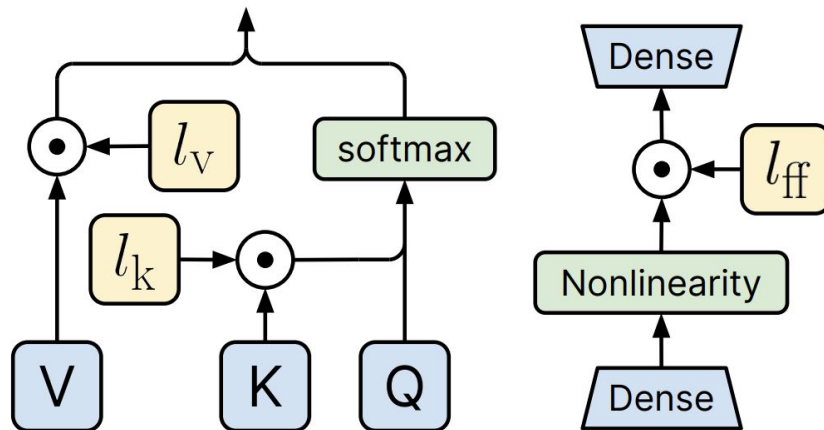 Dense
l_v
softmax
l_ff
l_k
Nonlinearity
V
K
Q
Dense